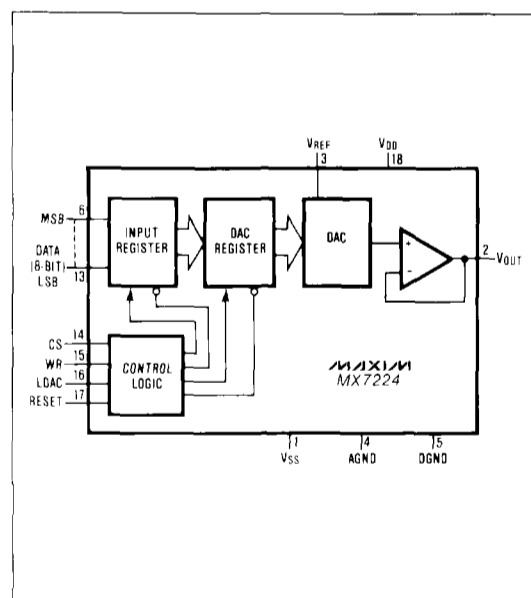 VREF
3
VDD
18
MSB 6
DATA
(8-BIT)
LSB 13
INPUT
REGISTER
DAC
REGISTER
DAC
+
−
2 VOUT
CS 14
WR 15
LDAC 16
RESET 17
CONTROL
LOGIC
MAXIM
MX7224
1
VSS
4
AGND
5
DGND